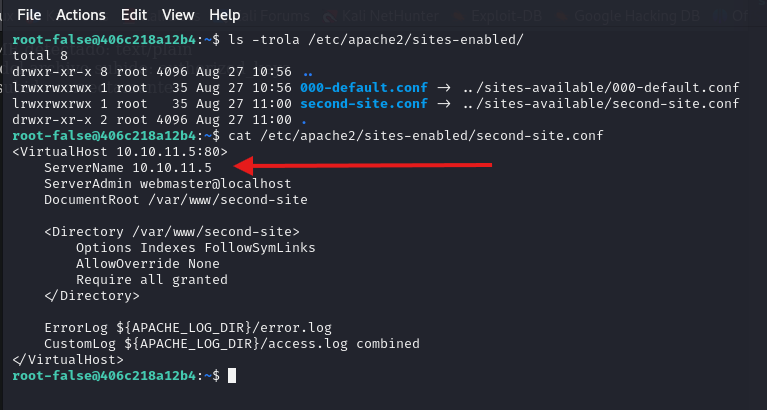 File Actions Edit View Help
root-false@406c218a12b4:~$ ls -trola /etc/apache2/sites-enabled/
total 8
drwxr-xr-x 8 root 4096 Aug 27 10:56 ..
lrwxrwxrwx 1 root   35 Aug 27 10:56 000-default.conf -> ../sites-available/000-default.conf
lrwxrwxrwx 1 root   35 Aug 27 11:00 second-site.conf -> ../sites-available/second-site.conf
drwxr-xr-x 2 root 4096 Aug 27 11:00 .
root-false@406c218a12b4:~$ cat /etc/apache2/sites-enabled/second-site.conf
<VirtualHost 10.10.11.5:80>
    ServerName 10.10.11.5
    ServerAdmin webmaster@localhost
    DocumentRoot /var/www/second-site

    <Directory /var/www/second-site>
        Options Indexes FollowSymLinks
        AllowOverride None
        Require all granted
    </Directory>

    ErrorLog ${APACHE_LOG_DIR}/error.log
    CustomLog ${APACHE_LOG_DIR}/access.log combined
</VirtualHost>
root-false@406c218a12b4:~$